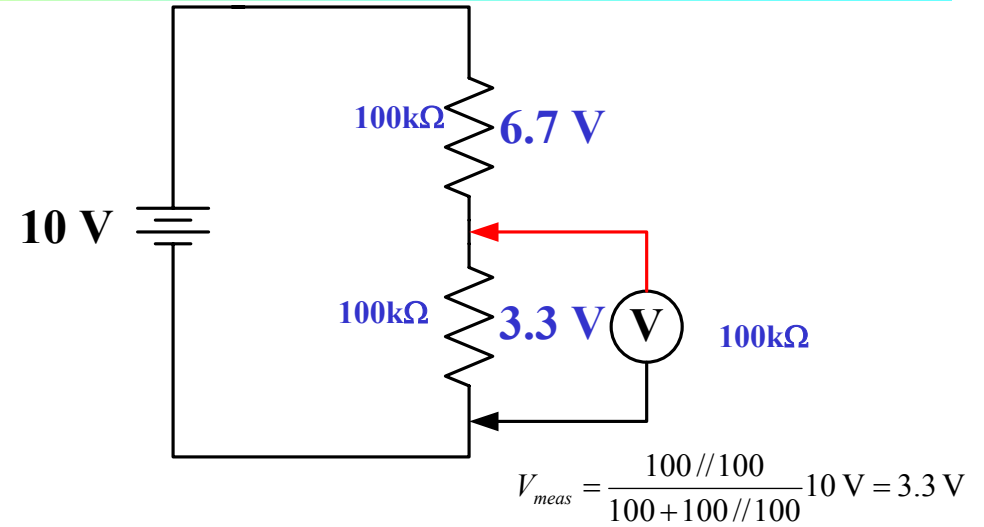 100kΩ
6.7 V
10 V
100kΩ
3.3 V
V
100kΩ
V_meas = (100 // 100)/(100 + 100 // 100) 10 V = 3.3 V